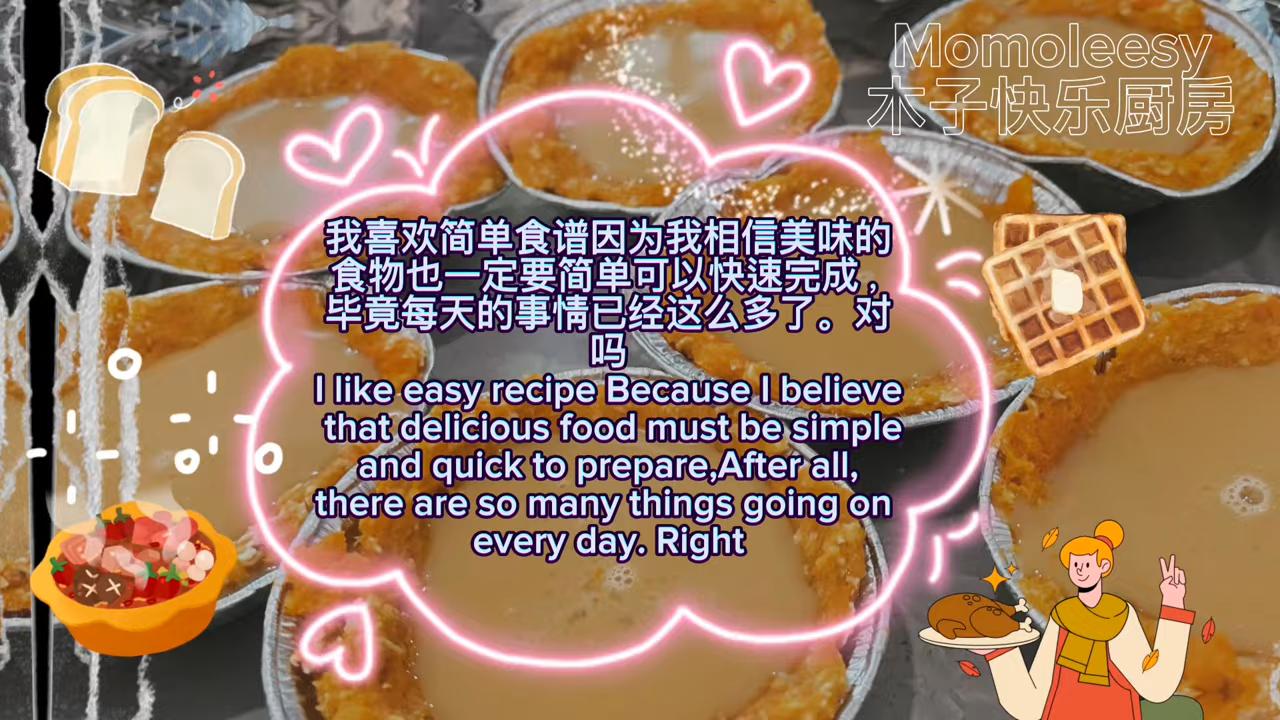 Momoleesy
木子快乐厨房
我喜欢简单食谱因为我相信美味的
食物也一定要简单可以快速完成，
毕竟每天的事情已经这么多了。对
吗
I like easy recipe Because I believe
that delicious food must be simple
and quick to prepare,After all,
there are so many things going on
every day. Right